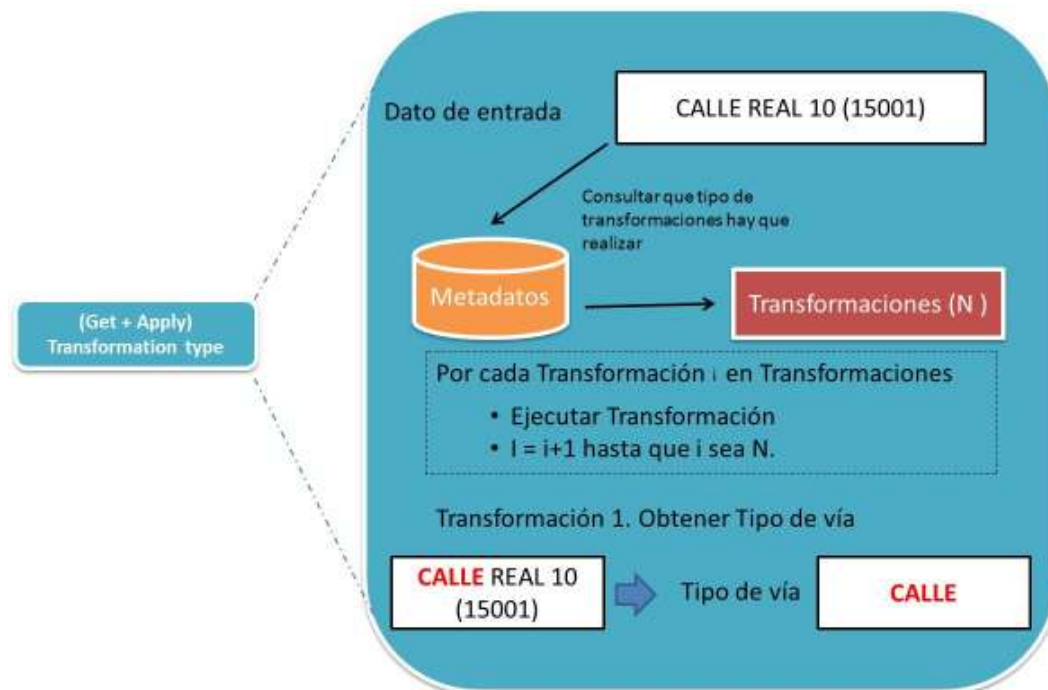 Dato de entrada
CALLE REAL 10 (15001)
Consultar que tipo de
transformaciones hay que
realizar
Metadatos
Transformaciones (N )
(Get + Apply)
Transformation type
Por cada Transformación i en Transformaciones
• Ejecutar Transformación
• I = i+1 hasta que i sea N.
Transformación 1. Obtener Tipo de vía
CALLE REAL 10
(15001)
Tipo de vía
CALLE